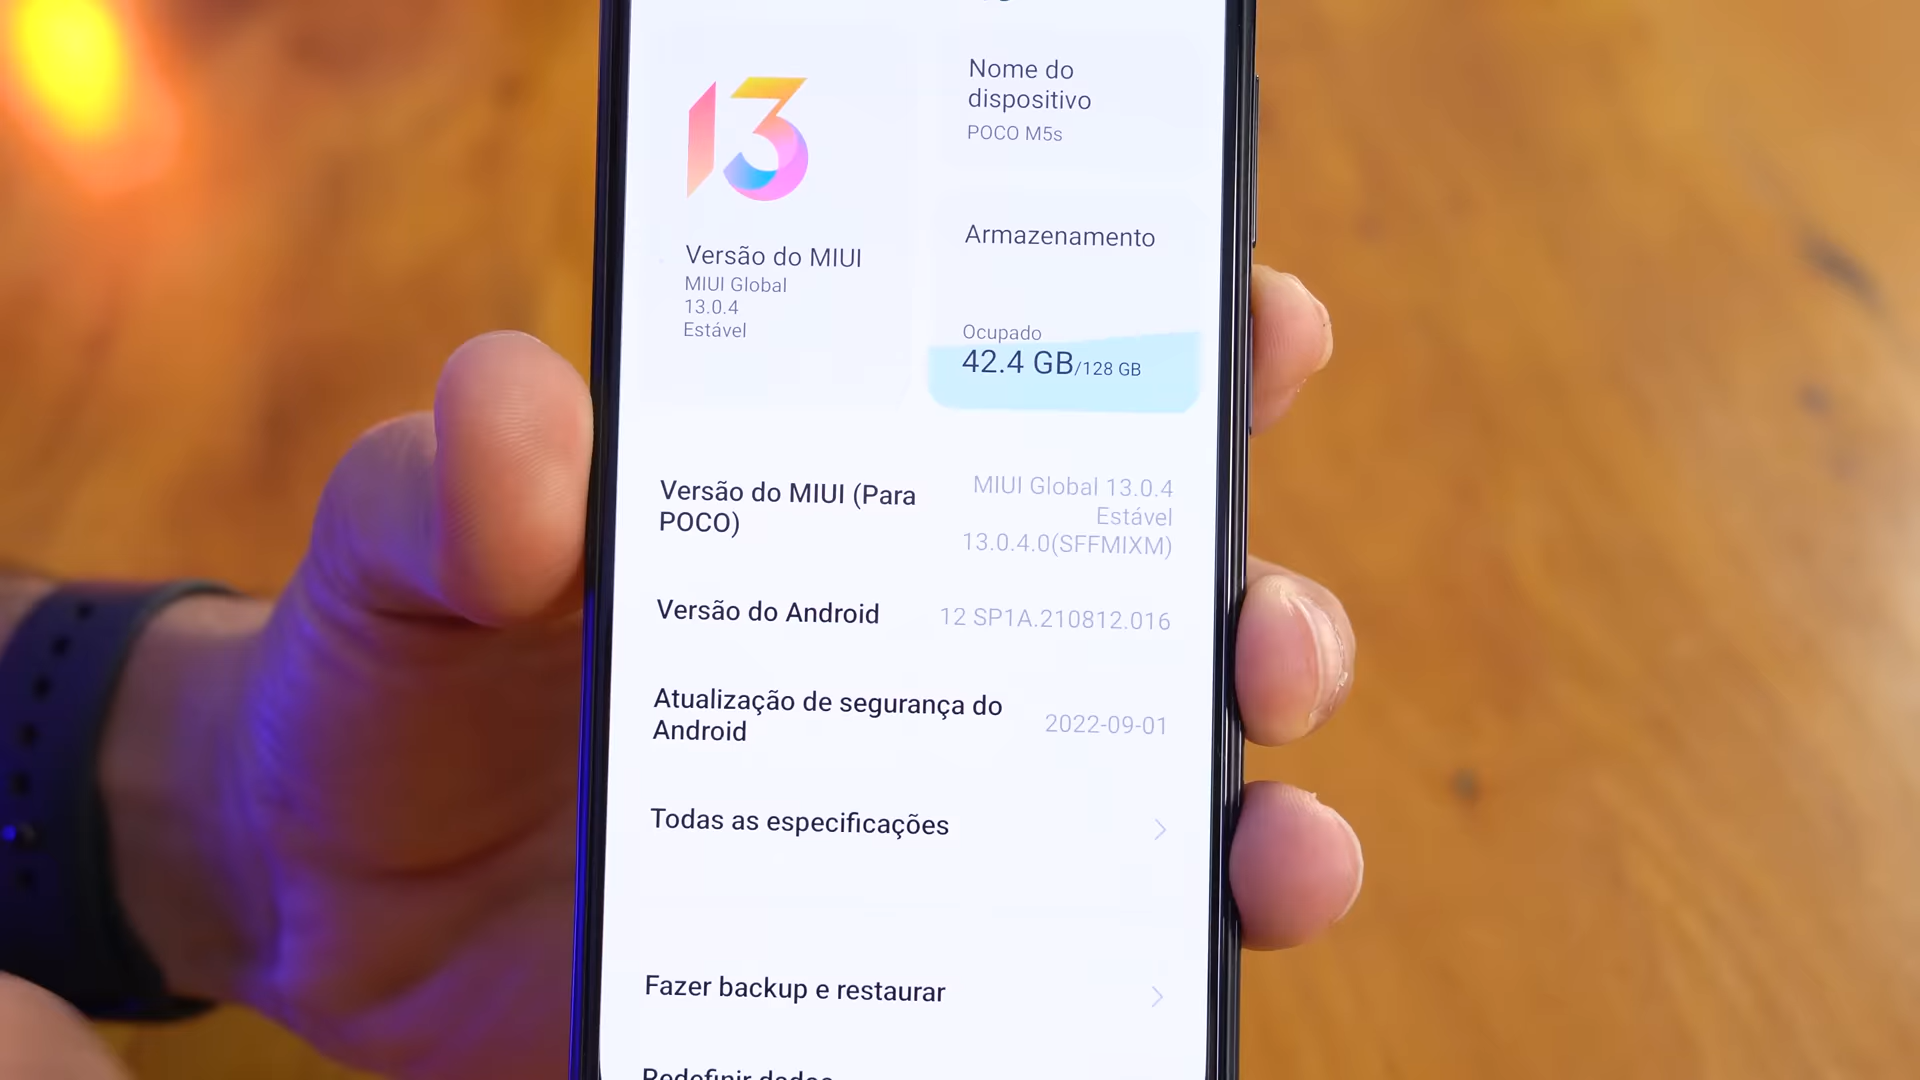 13
Versão do MIUI
MIUI Global
13.0.4
Estável
Nome do
dispositivo
POCO M5s
Armazenamento
Ocupado
42.4 GB/128 GB
Versão do MIUI (Para
POCO)
MIUI Global 13.0.4
Estável
13.0.4.0(SFFMIXM)
Versão do Android
12 SP1A.210812.016
Atualização de segurança do
Android
2022-09-01
Todas as especificações
Fazer backup e restaurar
Redefinir dados